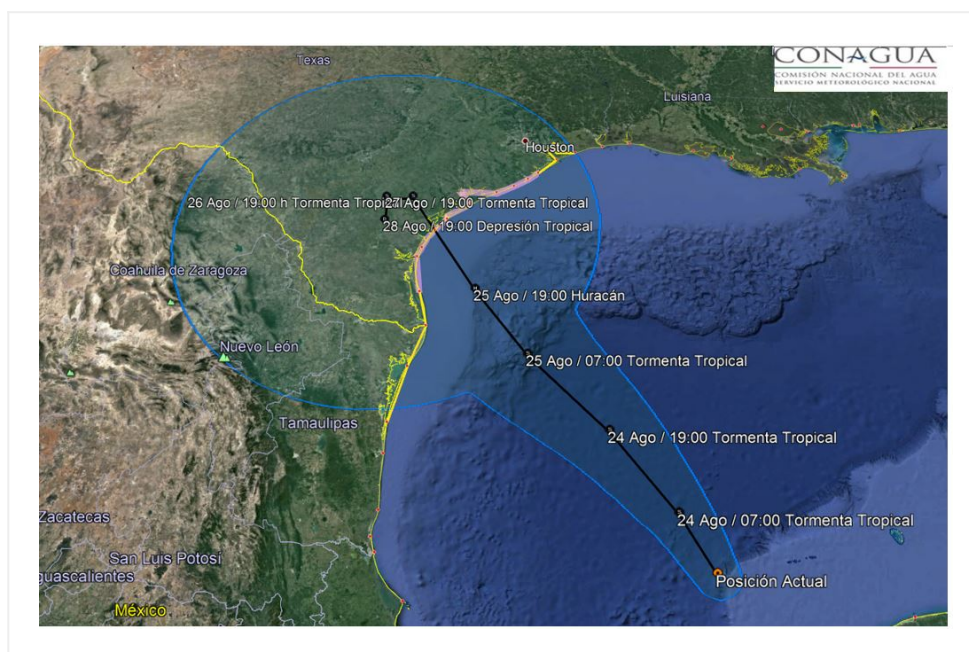 CONAGUA
COMISIÓN NACIONAL DEL AGUA
SERVICIO METEOROLÓGICO NACIONAL
Texas
Luisiana
Houston
26 Ago / 19:00 h Tormenta Tropical
27 Ago / 19:00 Tormenta Tropical
28 Ago / 19:00 Depresión Tropical
Coahuila de Zaragoza
25 Ago / 19:00 Huracán
Nuevo León
25 Ago / 07:00 Tormenta Tropical
Tamaulipas
24 Ago / 19:00 Tormenta Tropical
Zacatecas
24 Ago / 07:00 Tormenta Tropical
San Luis Potosí
guascalientes
Posición Actual
México